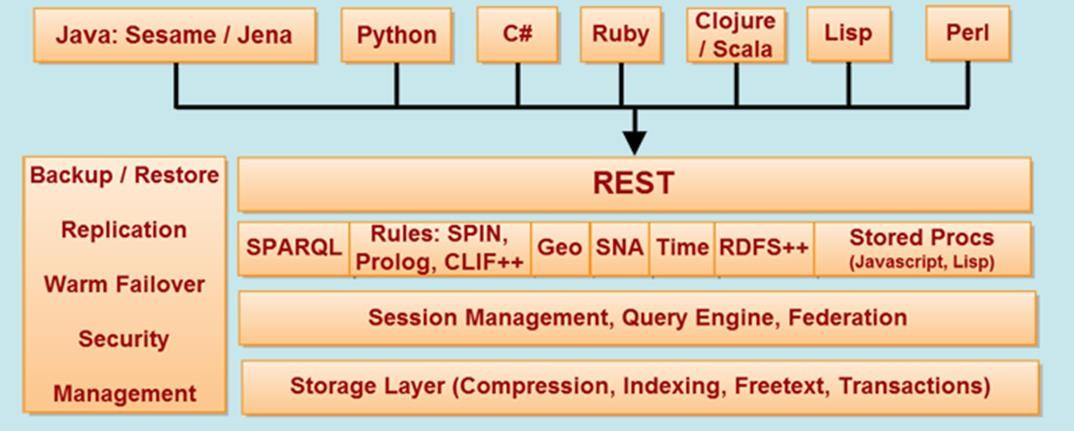 Java: Sesame / Jena
Python
C#
Ruby
Clojure
/ Scala
Lisp
Perl
Backup / Restore
Replication
Warm Failover
Security
Management
REST
SPARQL
Rules: SPIN,
Prolog, CLIF++
Geo
SNA
Time
RDFS++
Stored Procs
(Javascript, Lisp)
Session Management, Query Engine, Federation
Storage Layer (Compression, Indexing, Freetext, Transactions)